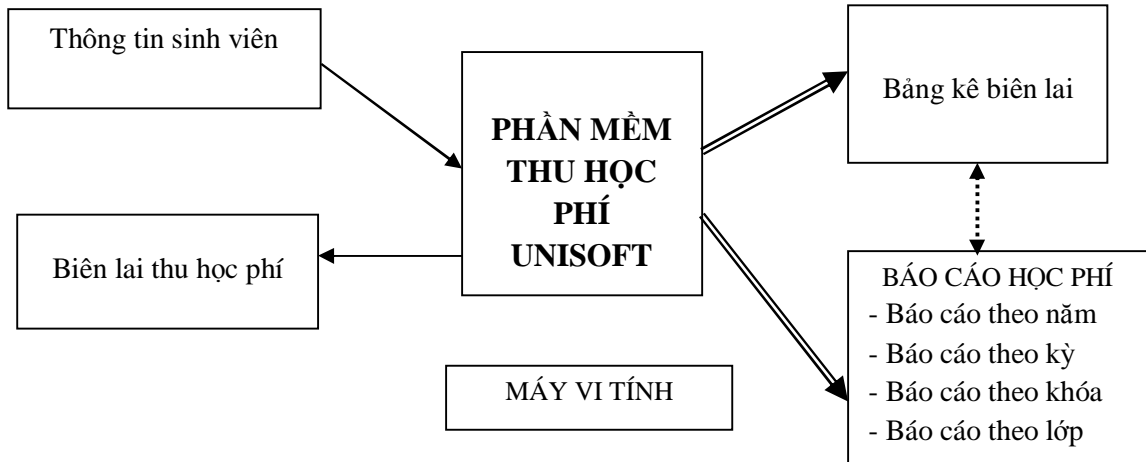 Thông tin sinh viên
Biên lai thu học phí
PHẦN MỀM
THU HỌC
PHÍ
UNISOFT
MÁY VI TÍNH
Bảng kê biên lai
BÁO CÁO HỌC PHÍ
- Báo cáo theo năm
- Báo cáo theo kỳ
- Báo cáo theo khóa
- Báo cáo theo lớp